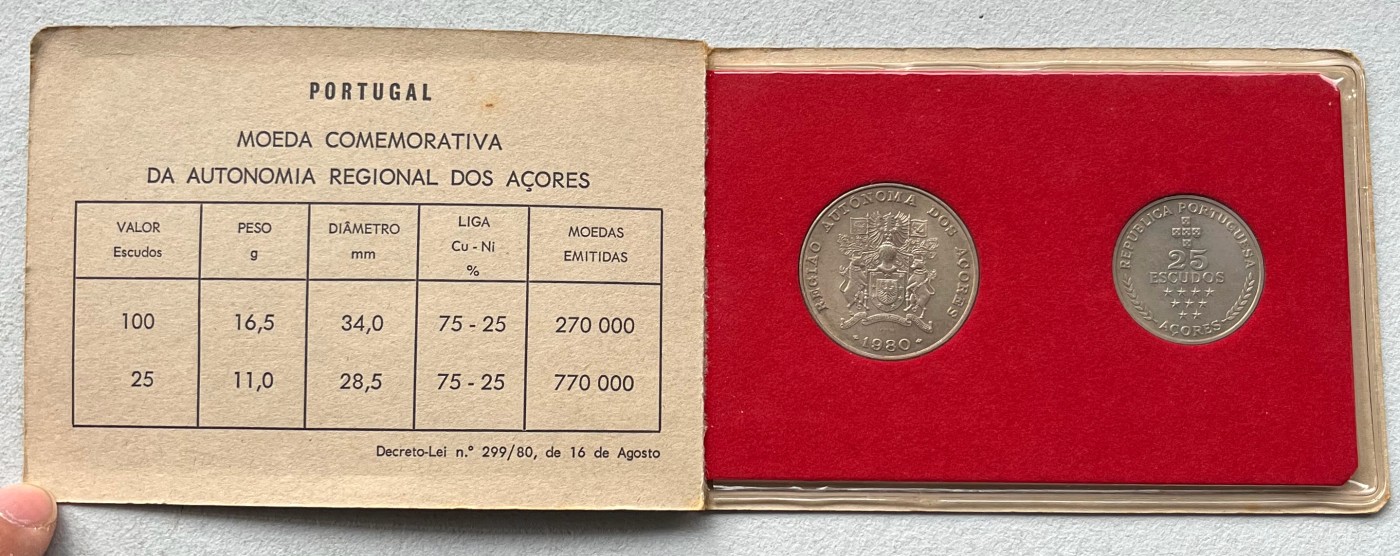 PORTUGAL
MOEDA COMEMORATIVA
DA AUTONOMIA REGIONAL DOS AÇORES
VALOR Escudos PESO g DIÂMETRO mm LIGA Cu - Ni % MOEDAS EMITIDAS
100 16,5 34,0 75 - 25 270 000
25 11,0 28,5 75 - 25 770 000
Decreto-Lei n.º 299/80, de 16 de Agosto
REGIÃO AUTÓNOMA DOS AÇORES
1980
REPUBLICA PORTUGUESA
25
ESCUDOS
AÇORES